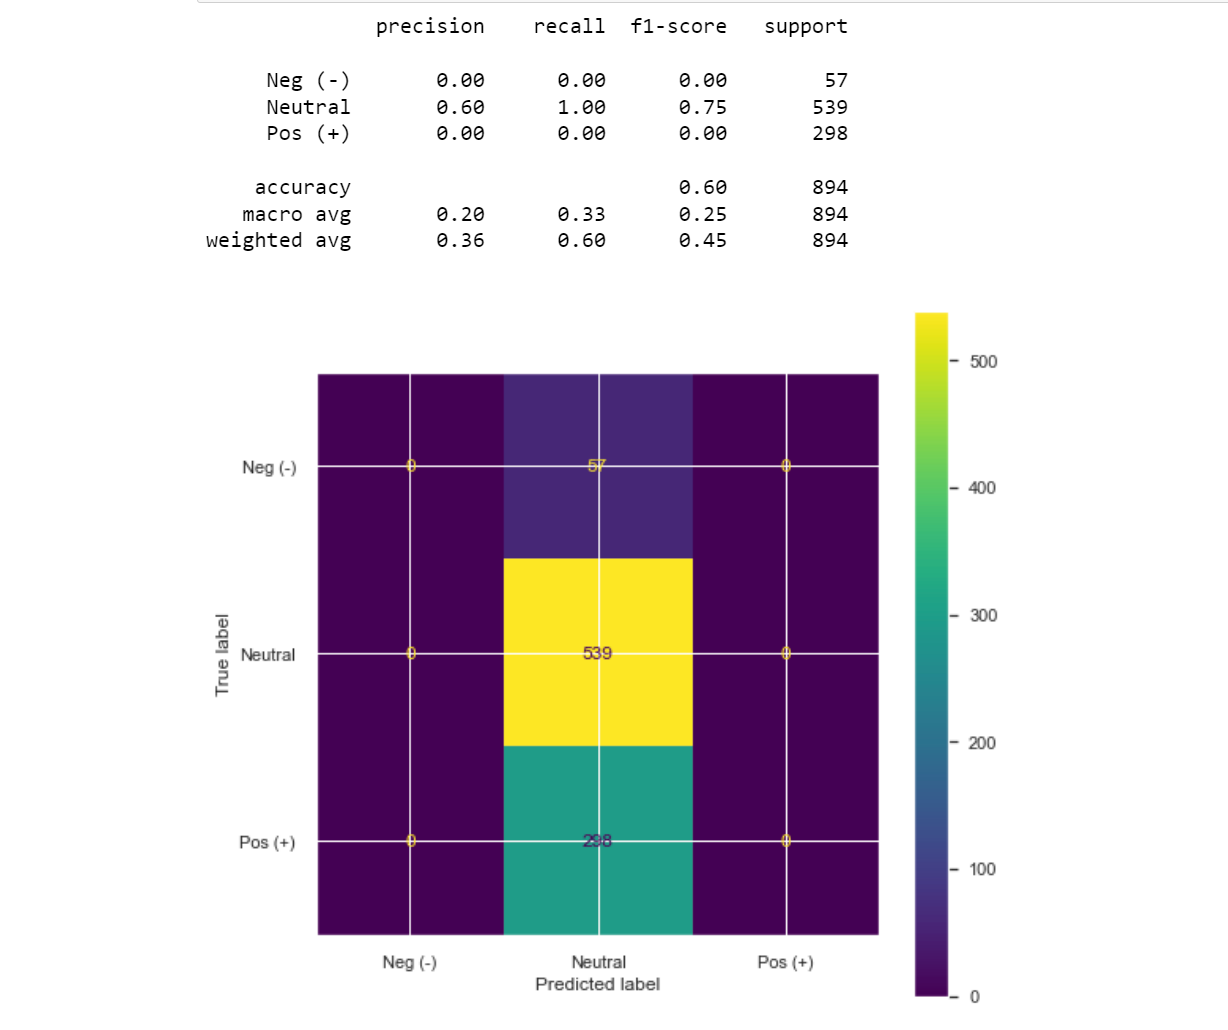 precision recall f1-score support
Neg (-) 0.00 0.00 0.00 57
Neutral 0.60 1.00 0.75 539
Pos (+) 0.00 0.00 0.00 298
accuracy 0.60 894
macro avg 0.20 0.33 0.25 894
weighted avg 0.36 0.60 0.45 894
500
400
300
200
100
0
True label
Neg (-) 0 57 0
Neutral 0 539 0
Pos (+) 0 298 0
Neg (-) Neutral Pos (+)
Predicted label